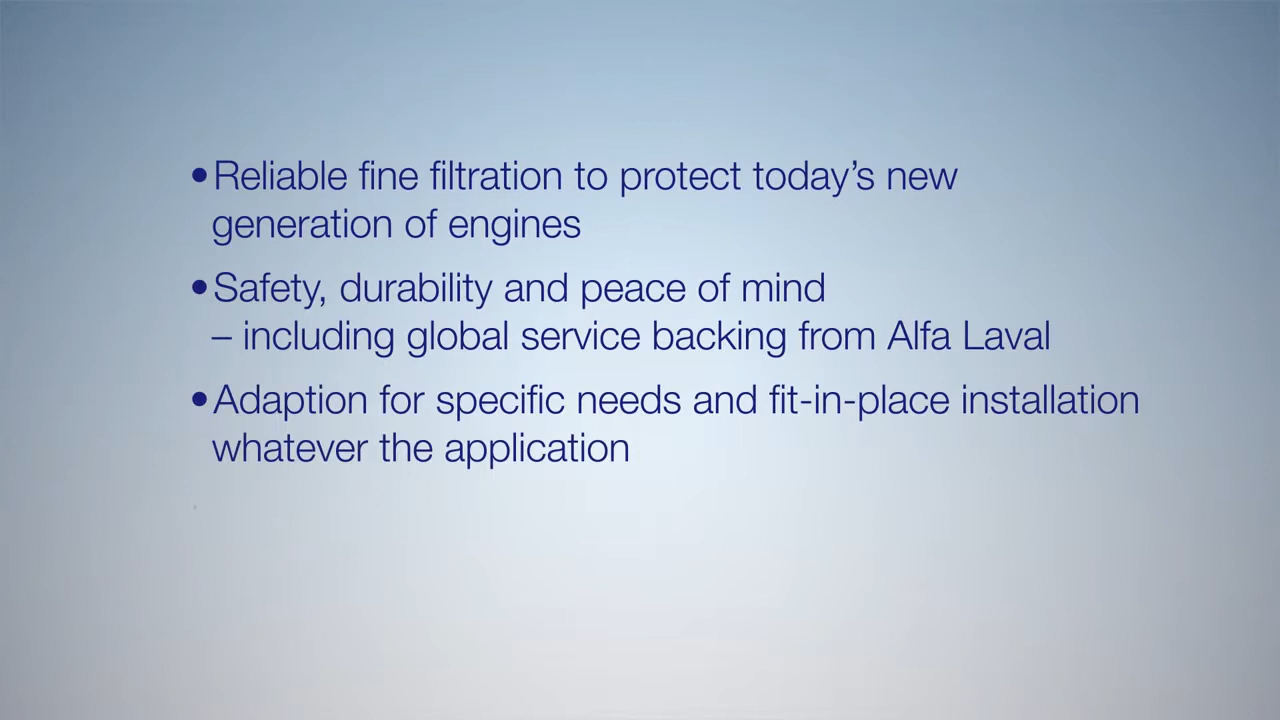 •Reliable fine filtration to protect today’s new
generation of engines
•Safety, durability and peace of mind
– including global service backing from Alfa Laval
•Adaption for specific needs and fit-in-place installation
whatever the application